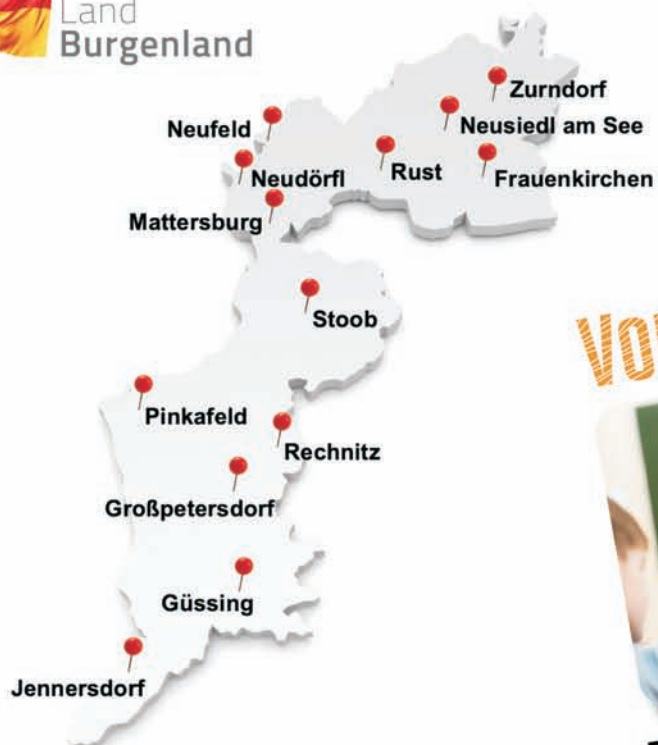 Land
Burgenland
Zurndorf
Neufeld
Neusiedl am See
Neudörfl
Rust
Frauenkirchen
Mattersburg
Stoob
Pinkafeld
Rechnitz
Großpetersdorf
Güssing
Jennersdorf